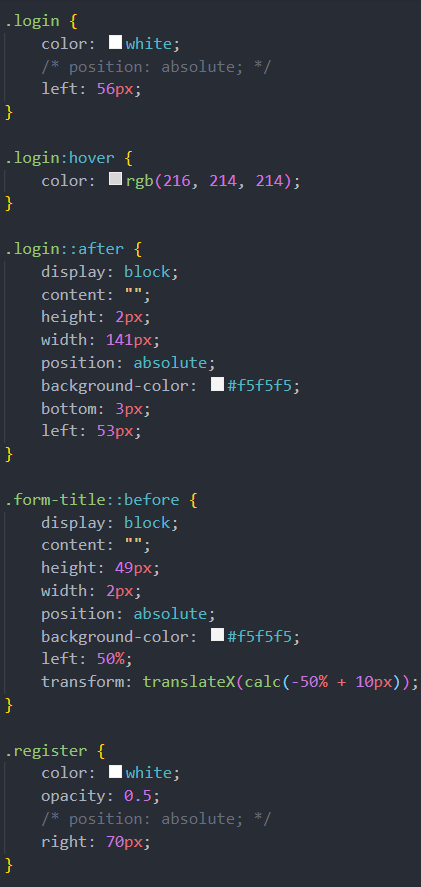 .login {
    color: white;
    /* position: absolute; */
    left: 56px;
}

.login:hover {
    color: rgb(216, 214, 214);
}

.login::after {
    display: block;
    content: "";
    height: 2px;
    width: 141px;
    position: absolute;
    background-color: #f5f5f5;
    bottom: 3px;
    left: 53px;
}

.form-title::before {
    display: block;
    content: "";
    height: 49px;
    width: 2px;
    position: absolute;
    background-color: #f5f5f5;
    left: 50%;
    transform: translateX(calc(-50% + 10px));
}

.register {
    color: white;
    opacity: 0.5;
    /* position: absolute; */
    right: 70px;
}